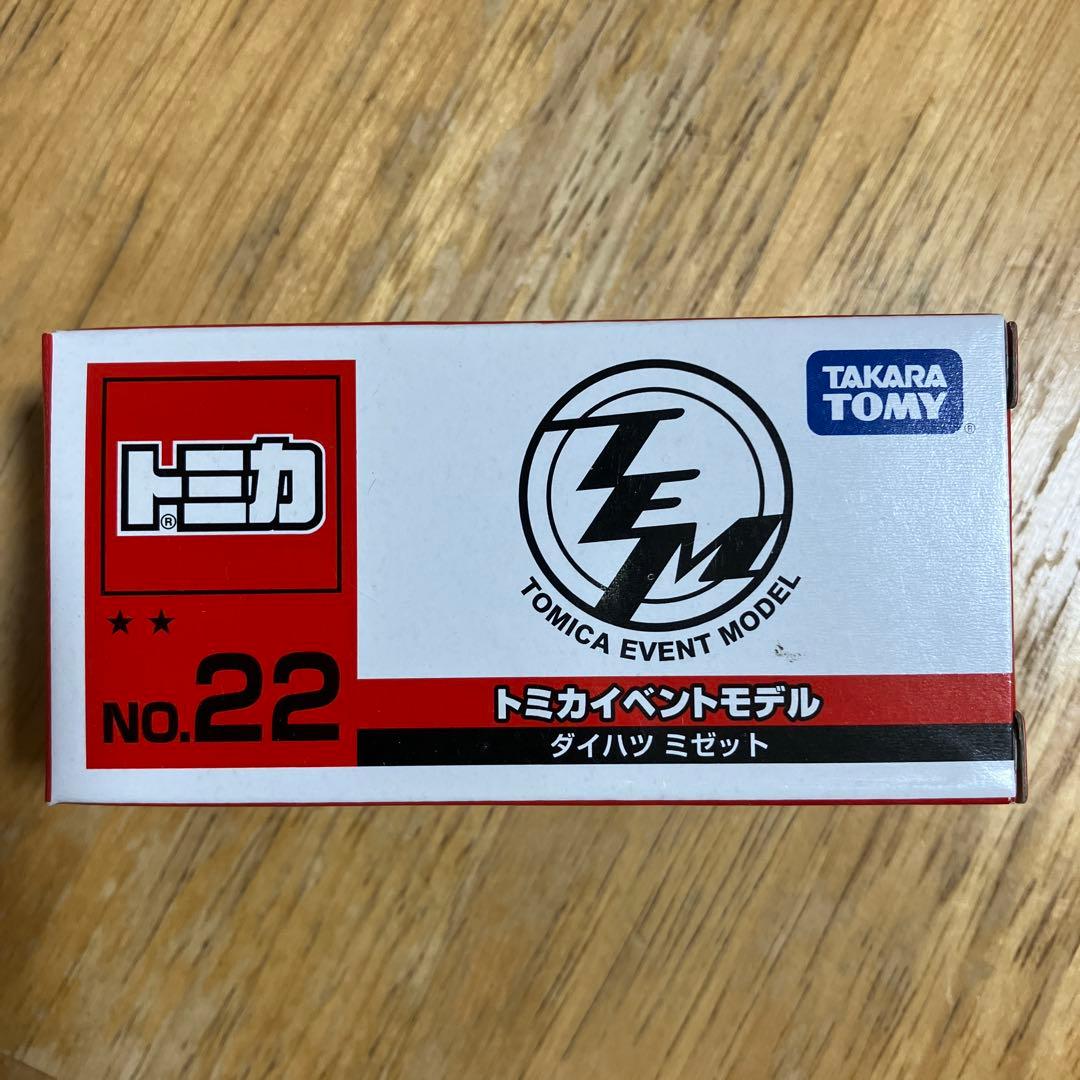 トミカ®
★★
NO.22
TEM
TOMICA EVENT MODEL
TAKARA
TOMY®
トミカイベントモデル
ダイハツ ミゼット